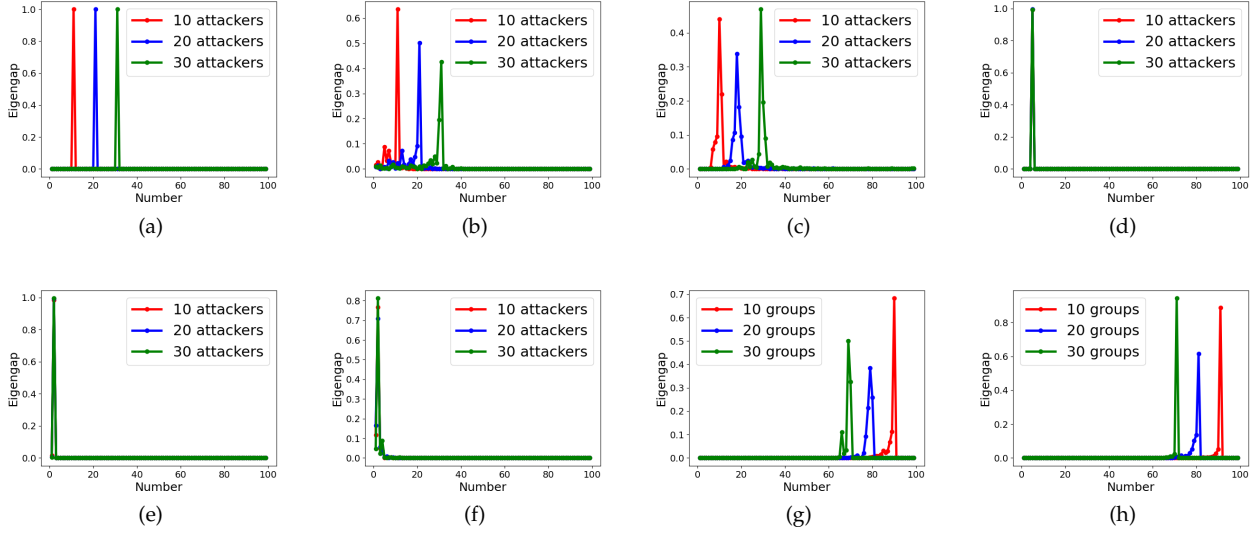 10 attackers
20 attackers
30 attackers
Eigengap
1.0
0.8
0.6
0.4
0.2
0.0
0 20 40 60 80 100
Number
(a)
10 attackers
20 attackers
30 attackers
Eigengap
0.6
0.5
0.4
0.3
0.2
0.1
0.0
0 20 40 60 80 100
Number
(b)
10 attackers
20 attackers
30 attackers
Eigengap
0.4
0.3
0.2
0.1
0.0
0 20 40 60 80 100
Number
(c)
10 attackers
20 attackers
30 attackers
Eigengap
1.0
0.8
0.6
0.4
0.2
0.0
0 20 40 60 80 100
Number
(d)
10 attackers
20 attackers
30 attackers
Eigengap
1.0
0.8
0.6
0.4
0.2
0.0
0 20 40 60 80 100
Number
(e)
10 attackers
20 attackers
30 attackers
Eigengap
0.8
0.7
0.6
0.5
0.4
0.3
0.2
0.1
0.0
0 20 40 60 80 100
Number
(f)
10 groups
20 groups
30 groups
Eigengap
0.7
0.6
0.5
0.4
0.3
0.2
0.1
0.0
0 20 40 60 80 100
Number
(g)
10 groups
20 groups
30 groups
Eigengap
0.8
0.6
0.4
0.2
0.0
0 20 40 60 80 100
Number
(h)